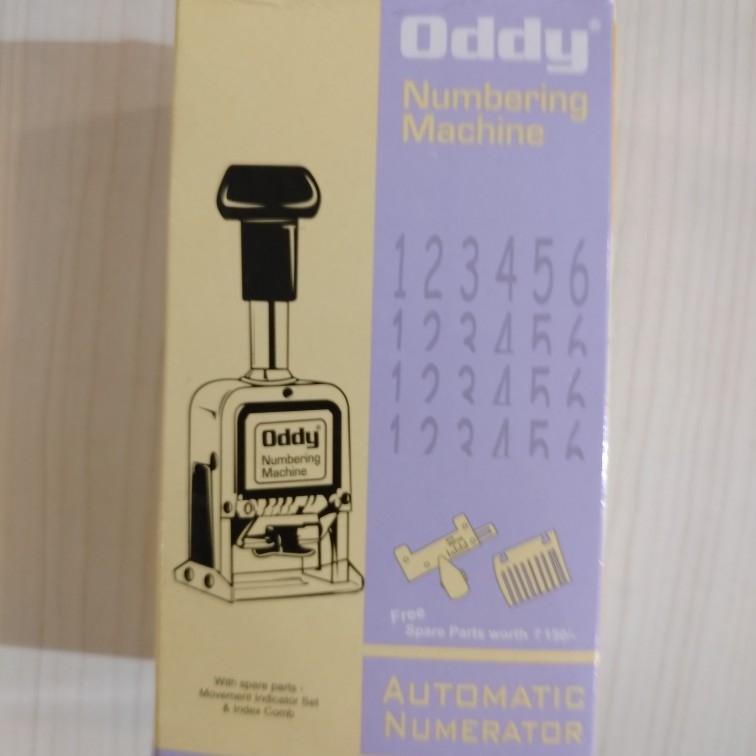 Oddy®
Numbering
Machine
1 2 3 4 5 6
1 2 3 4 5 6
1 2 3 4 5 6
1 2 3 4 5 6
Oddy®
Numbering
Machine
Free
Spare Parts worth ₹150/-
With spare parts -
Movement Indicator Set
& Index Comb
AUTOMATIC
NUMERATOR